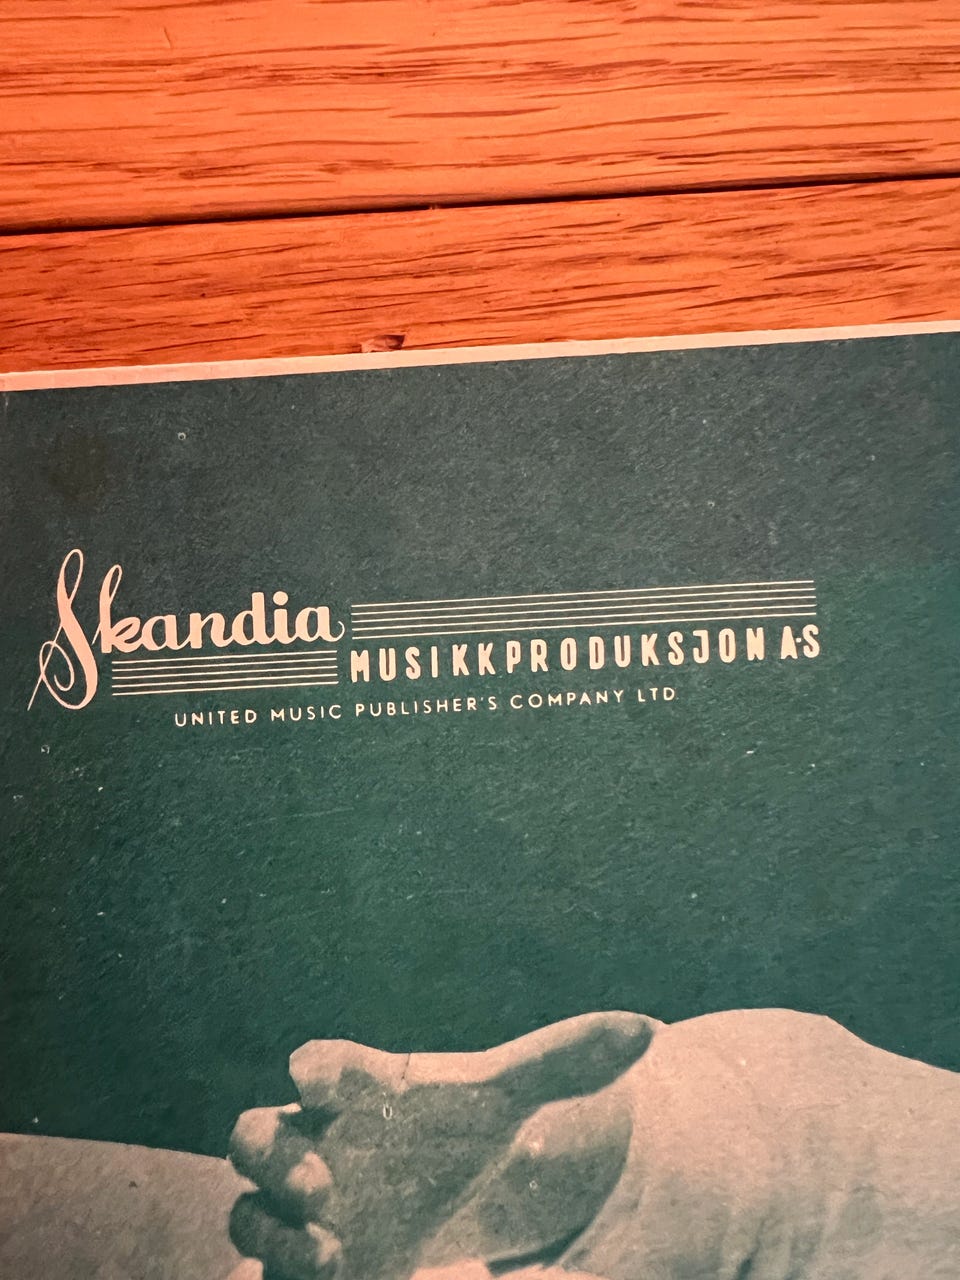 Skandia
MUSIKKPRODUKSJON A·S
UNITED MUSIC PUBLISHER'S COMPANY LTD.